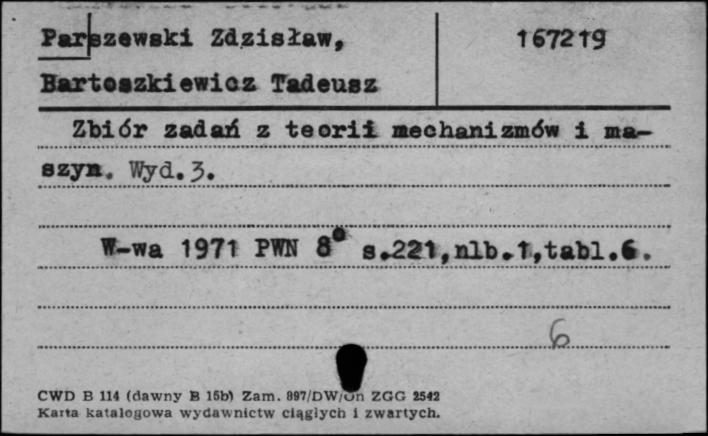 Parszewski Zdzisław, 167219
Bartoszkiewicz Tadeusz
Zbiór zadań z teorii mechanizmów i ma-
szyn. Wyd.3.
W-wa 1971 PWN 8° s.221,nlb.1,tabl.6.
6
CWD B 114 (dawny B 15b) Zam. 897/DW/On ZGG 2542
Karta katalogowa wydawnictw ciągłych i zwartych.